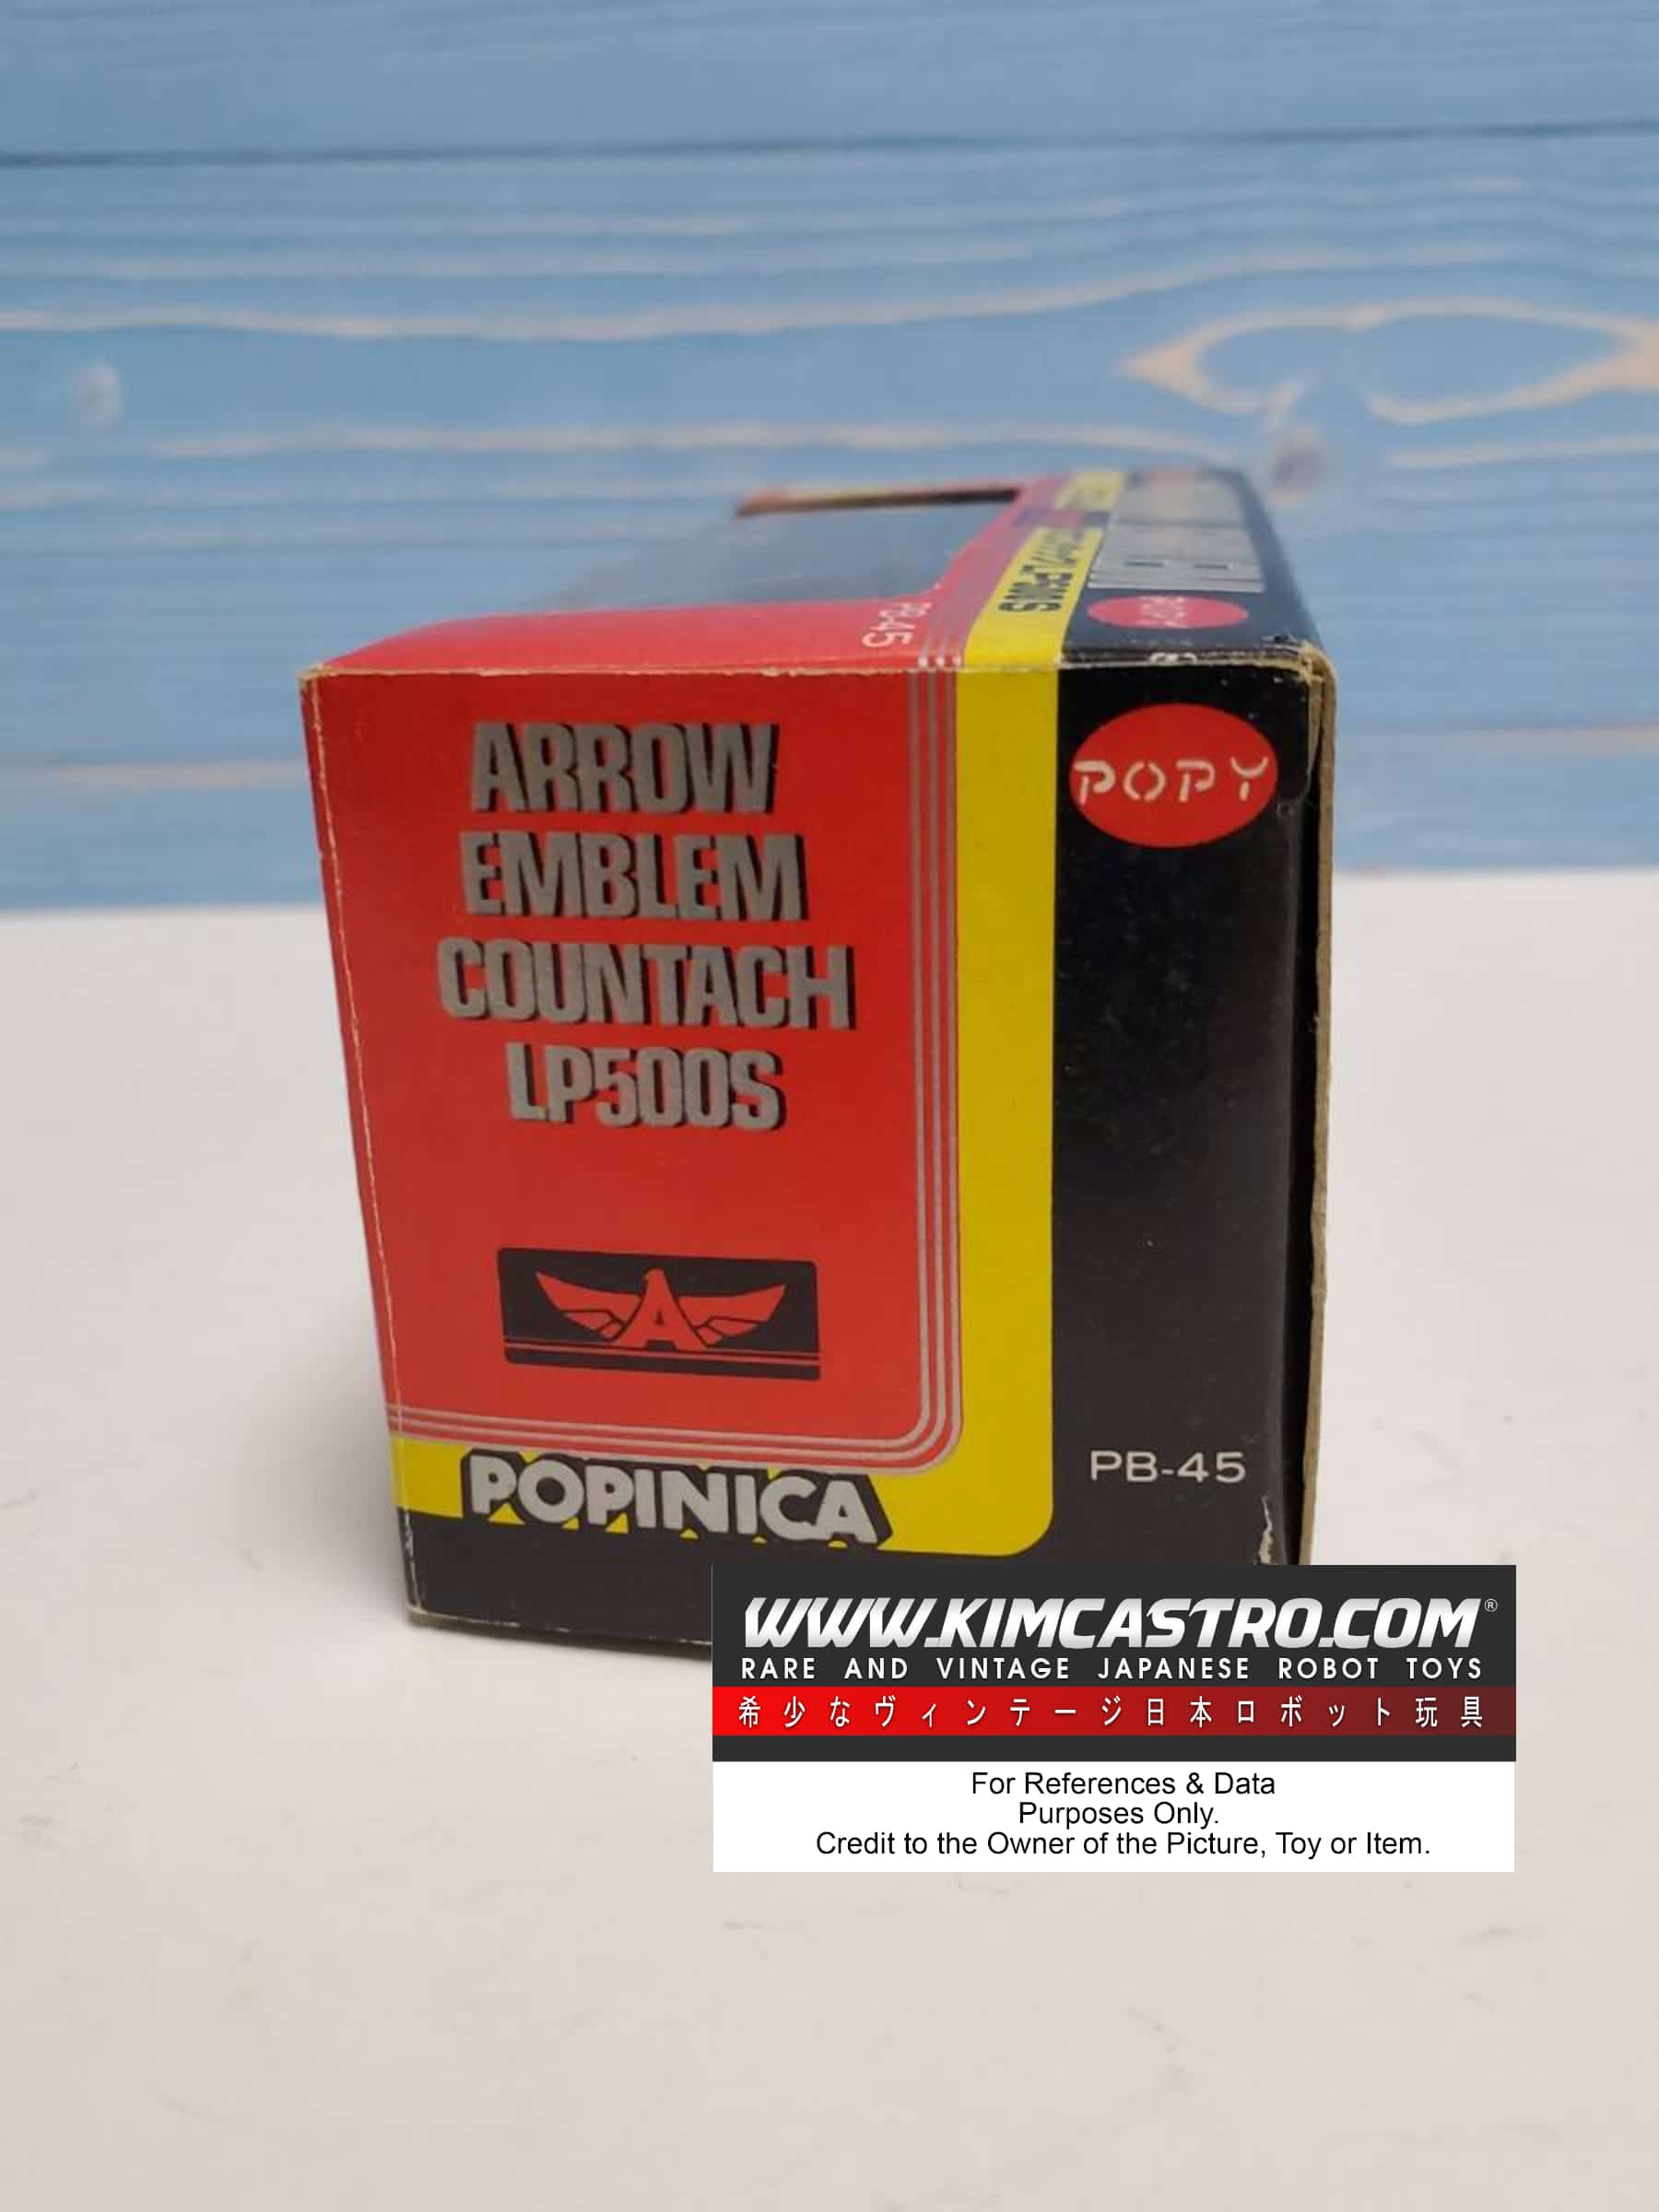 PB-45
POPY
ARROW
EMBLEM
COUNTACH
LP500S
POPY
A
POPINICA
PB-45
WWW.KIMCASTRO.COM®
RARE AND VINTAGE JAPANESE ROBOT TOYS
希少なヴィンテージ日本ロボット玩具
For References & Data
Purposes Only.
Credit to the Owner of the Picture, Toy or Item.